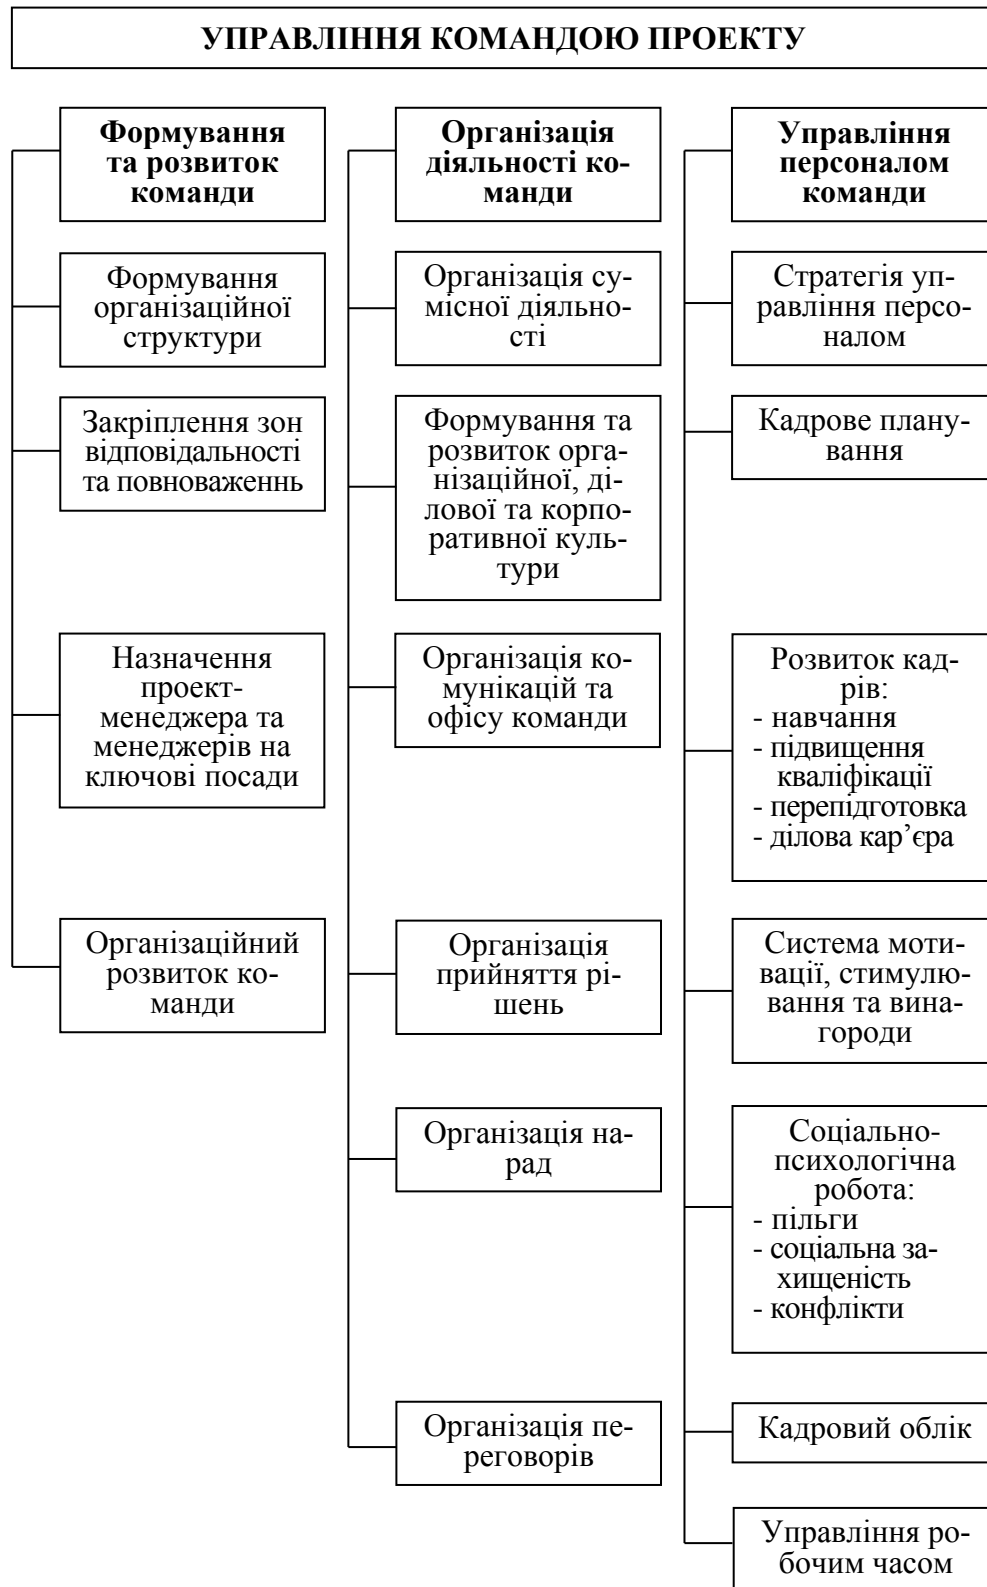 УПРАВЛІННЯ КОМАНДОЮ ПРОЕКТУ
Формування
та розвиток
команди
Формування
організаційної
структури
Закріплення зон
відповідальності
та повноваженнь
Назначення
проект-
менеджера та
менеджерів на
ключові посади
Організаційний
розвиток ко-
манди
Організація
діяльності ко-
манди
Організація су-
місної діяльно-
сті
Формування та
розвиток орга-
нізаційної, ді-
лової та корпо-
ративної куль-
тури
Організація ко-
мунікацій та
офісу команди
Організація
прийняття рі-
шень
Організація на-
рад
Організація пе-
реговорів
Управління
персоналом
команди
Стратегія уп-
равління персо-
налом
Кадрове плану-
вання
Розвиток кад-
рів:
- навчання
- підвищення
кваліфікації
- перепідготовка
- ділова кар’єра
Система моти-
вації, стимулю-
вання та вина-
городи
Соціально-
психологічна
робота:
- пільги
- соціальна за-
хищеність
- конфлікти
Кадровий облік
Управління ро-
бочим часом